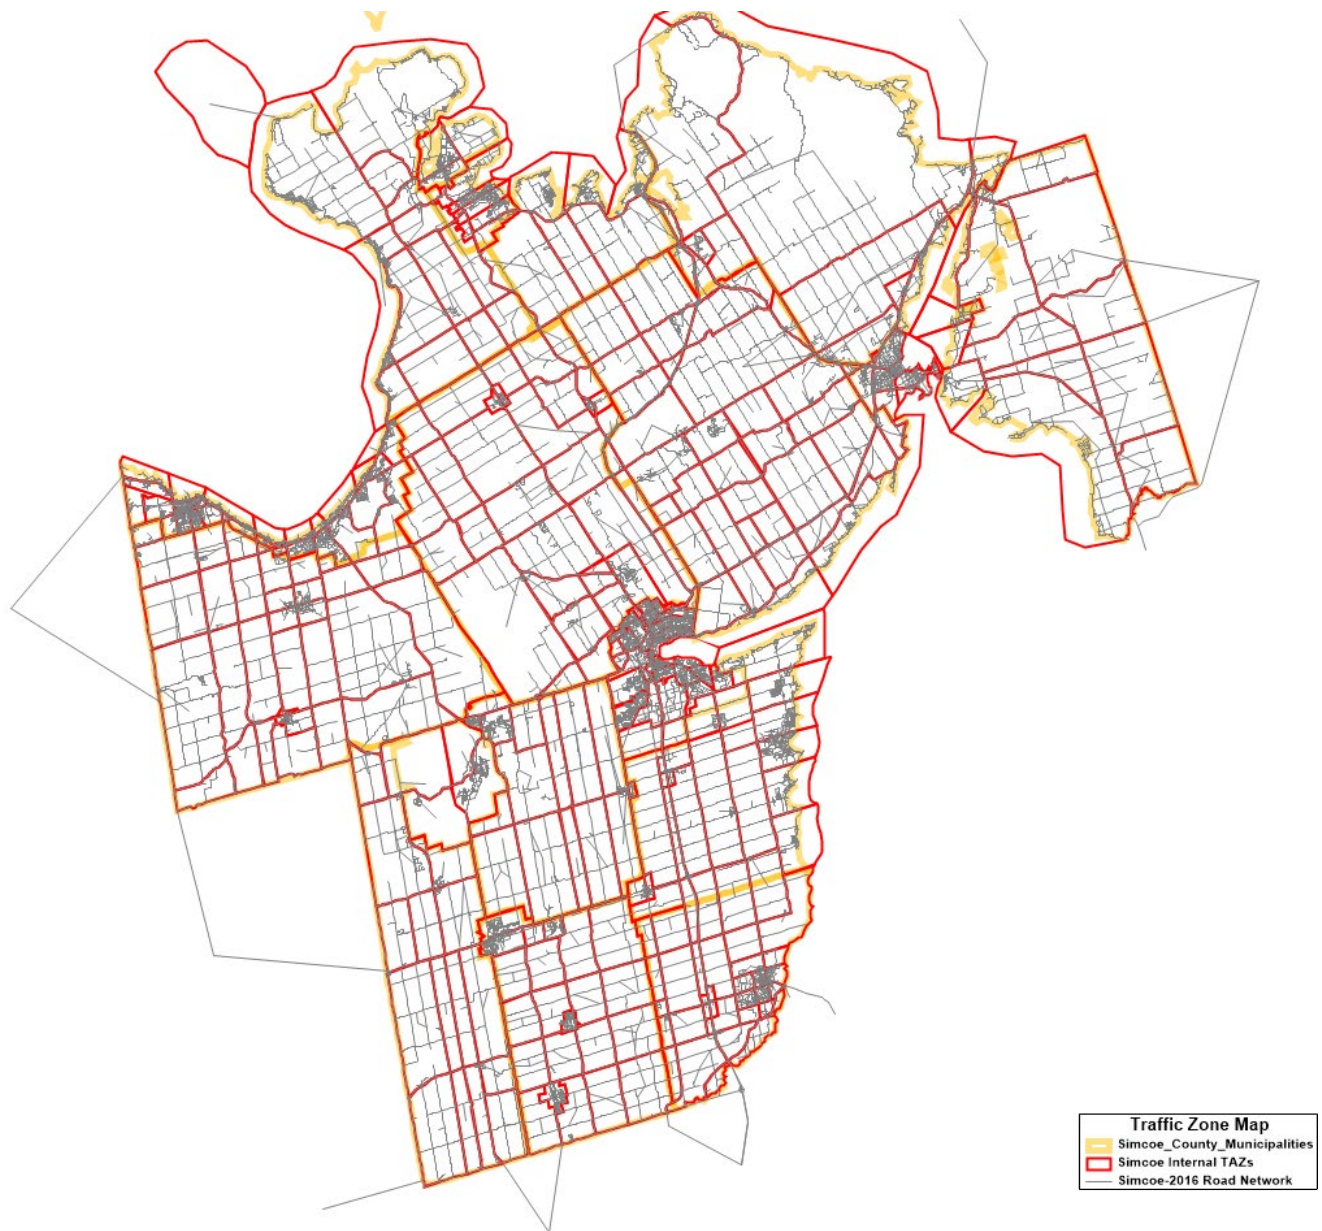 Traffic Zone Map
Simcoe_County_Municipalities
Simcoe Internal TAZs
Simcoe-2016 Road Network